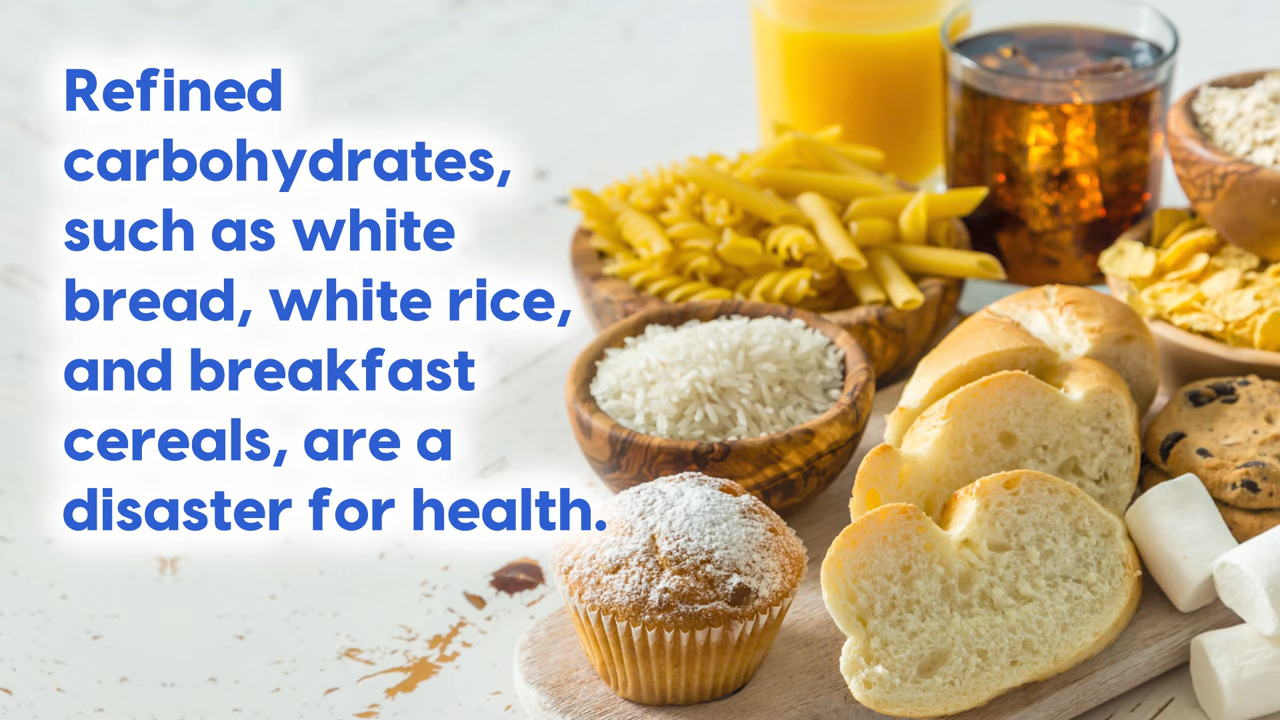 Refined
carbohydrates,
such as white
bread, white rice,
and breakfast
cereals, are a
disaster for health.